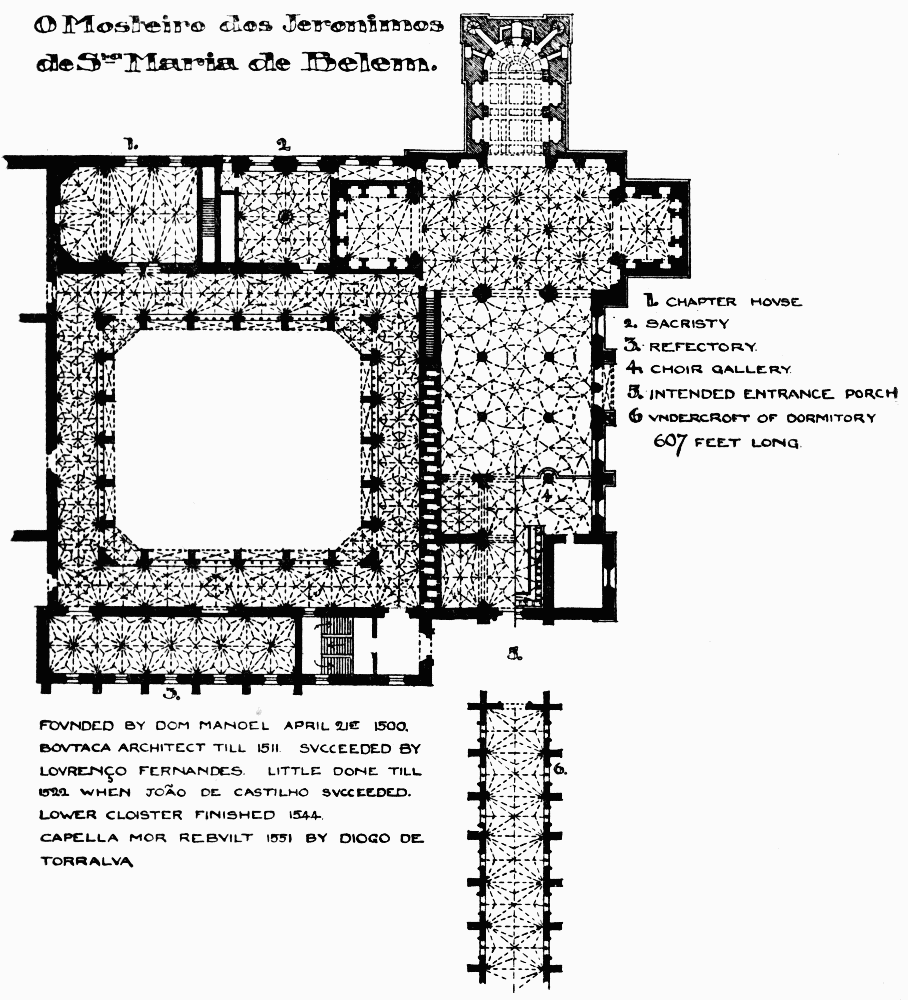 O Mosteiro dos Jeronimos
de Sta Maria de Belem.
1.
2
1. CHAPTER HOVSE
2. SACRISTY
3. REFECTORY.
4. CHOIR GALLERY.
5. INTENDED ENTRANCE PORCH
6 VNDERCROFT OF DORMITORY
607 FEET LONG.
4
5.
3.
6.
FOVNDED BY DOM MANOEL APRIL 21ST 1500.
BOVTACA ARCHITECT TILL 1511. SVCCEEDED BY
LOVRENÇO FERNANDES. LITTLE DONE TILL
1522 WHEN JOÃO DE CASTILHO SVCCEEDED.
LOWER CLOISTER FINISHED 1544.
CAPELLA MOR REBVILT 1551 BY DIOGO DE
TORRALVA